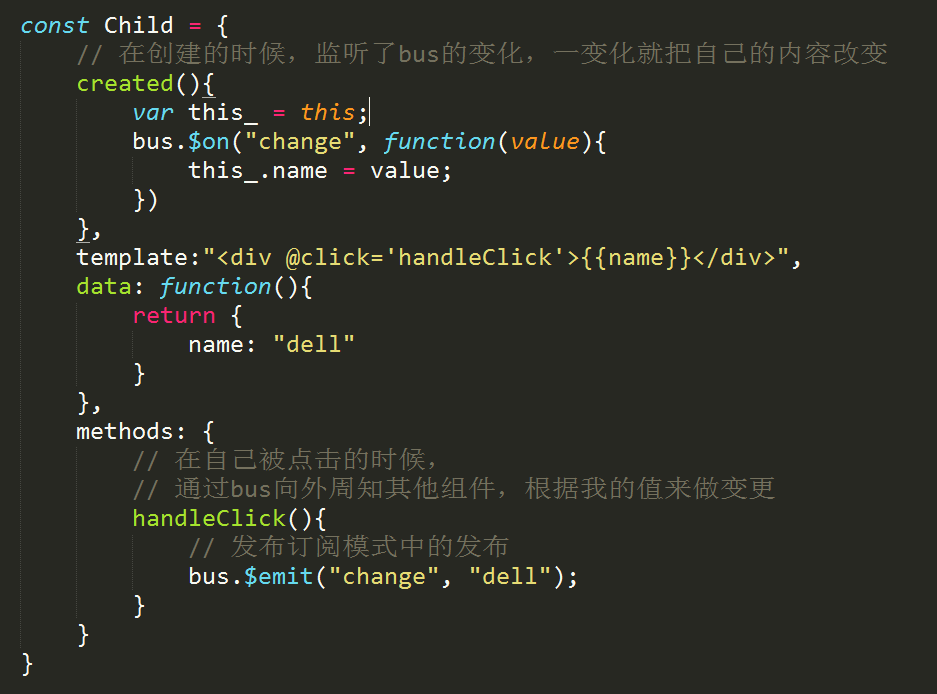 const Child = {
    // 在创建的时候，监听了bus的变化， 一变化就把自己的内容改变
    created(){
        var this_ = this;
        bus.$on("change", function(value){
            this_.name = value;
        })
    },
    template:"<div @click='handleClick'>{{name}}</div>",
    data: function(){
        return {
            name: "dell"
        }
    },
    methods: {
        // 在自己被点击的时候，
        // 通过bus向外周知其他组件，根据我的值来做变更
        handleClick(){
            // 发布订阅模式中的发布
            bus.$emit("change", "dell");
        }
    }
}